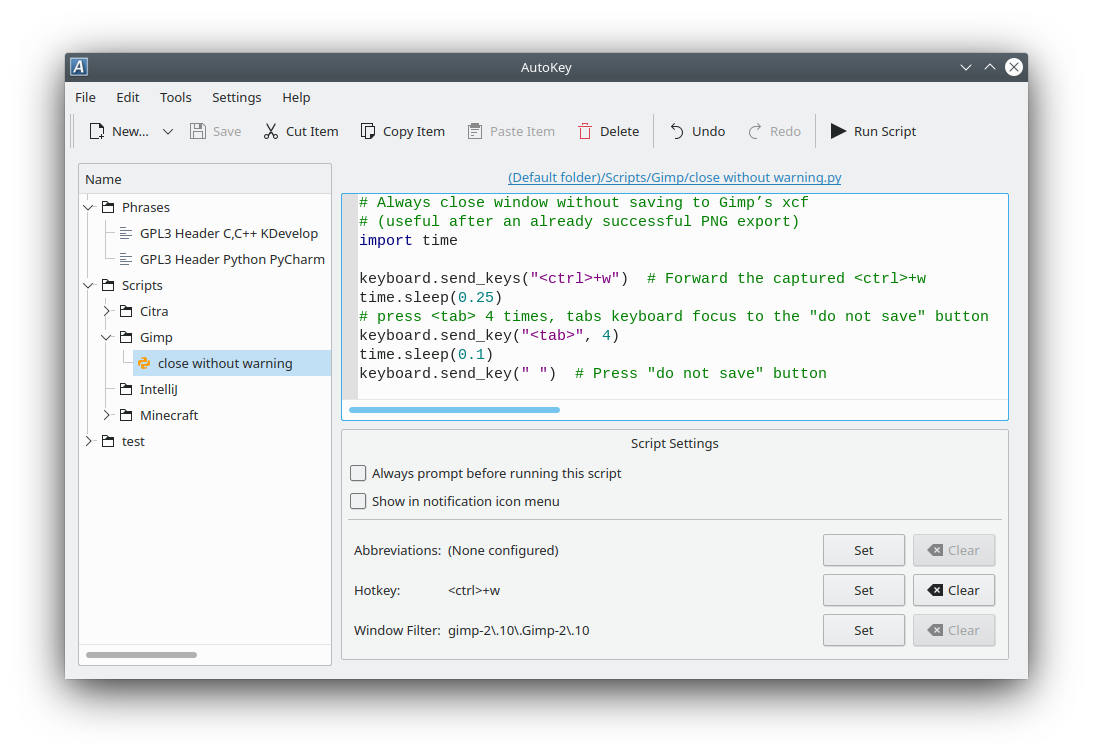 AutoKey
File Edit Tools Settings Help
New... Save Cut Item Copy Item Paste Item Delete Undo Redo Run Script
Name
Phrases
GPL3 Header C,C++ KDevelop
GPL3 Header Python PyCharm
Scripts
Citra
Gimp
close without warning
IntelliJ
Minecraft
test
(Default folder)/Scripts/Gimp/close without warning.py
# Always close window without saving to Gimp’s xcf
# (useful after an already successful PNG export)
import time
keyboard.send_keys("<ctrl>+w")  # Forward the captured <ctrl>+w
time.sleep(0.25)
# press <tab> 4 times, tabs keyboard focus to the "do not save" button
keyboard.send_key("<tab>", 4)
time.sleep(0.1)
keyboard.send_key(" ")  # Press "do not save" button
Script Settings
Always prompt before running this script
Show in notification icon menu
Abbreviations: (None configured) Set Clear
Hotkey: <ctrl>+w Set Clear
Window Filter: gimp-2\.10\.Gimp-2\.10 Set Clear